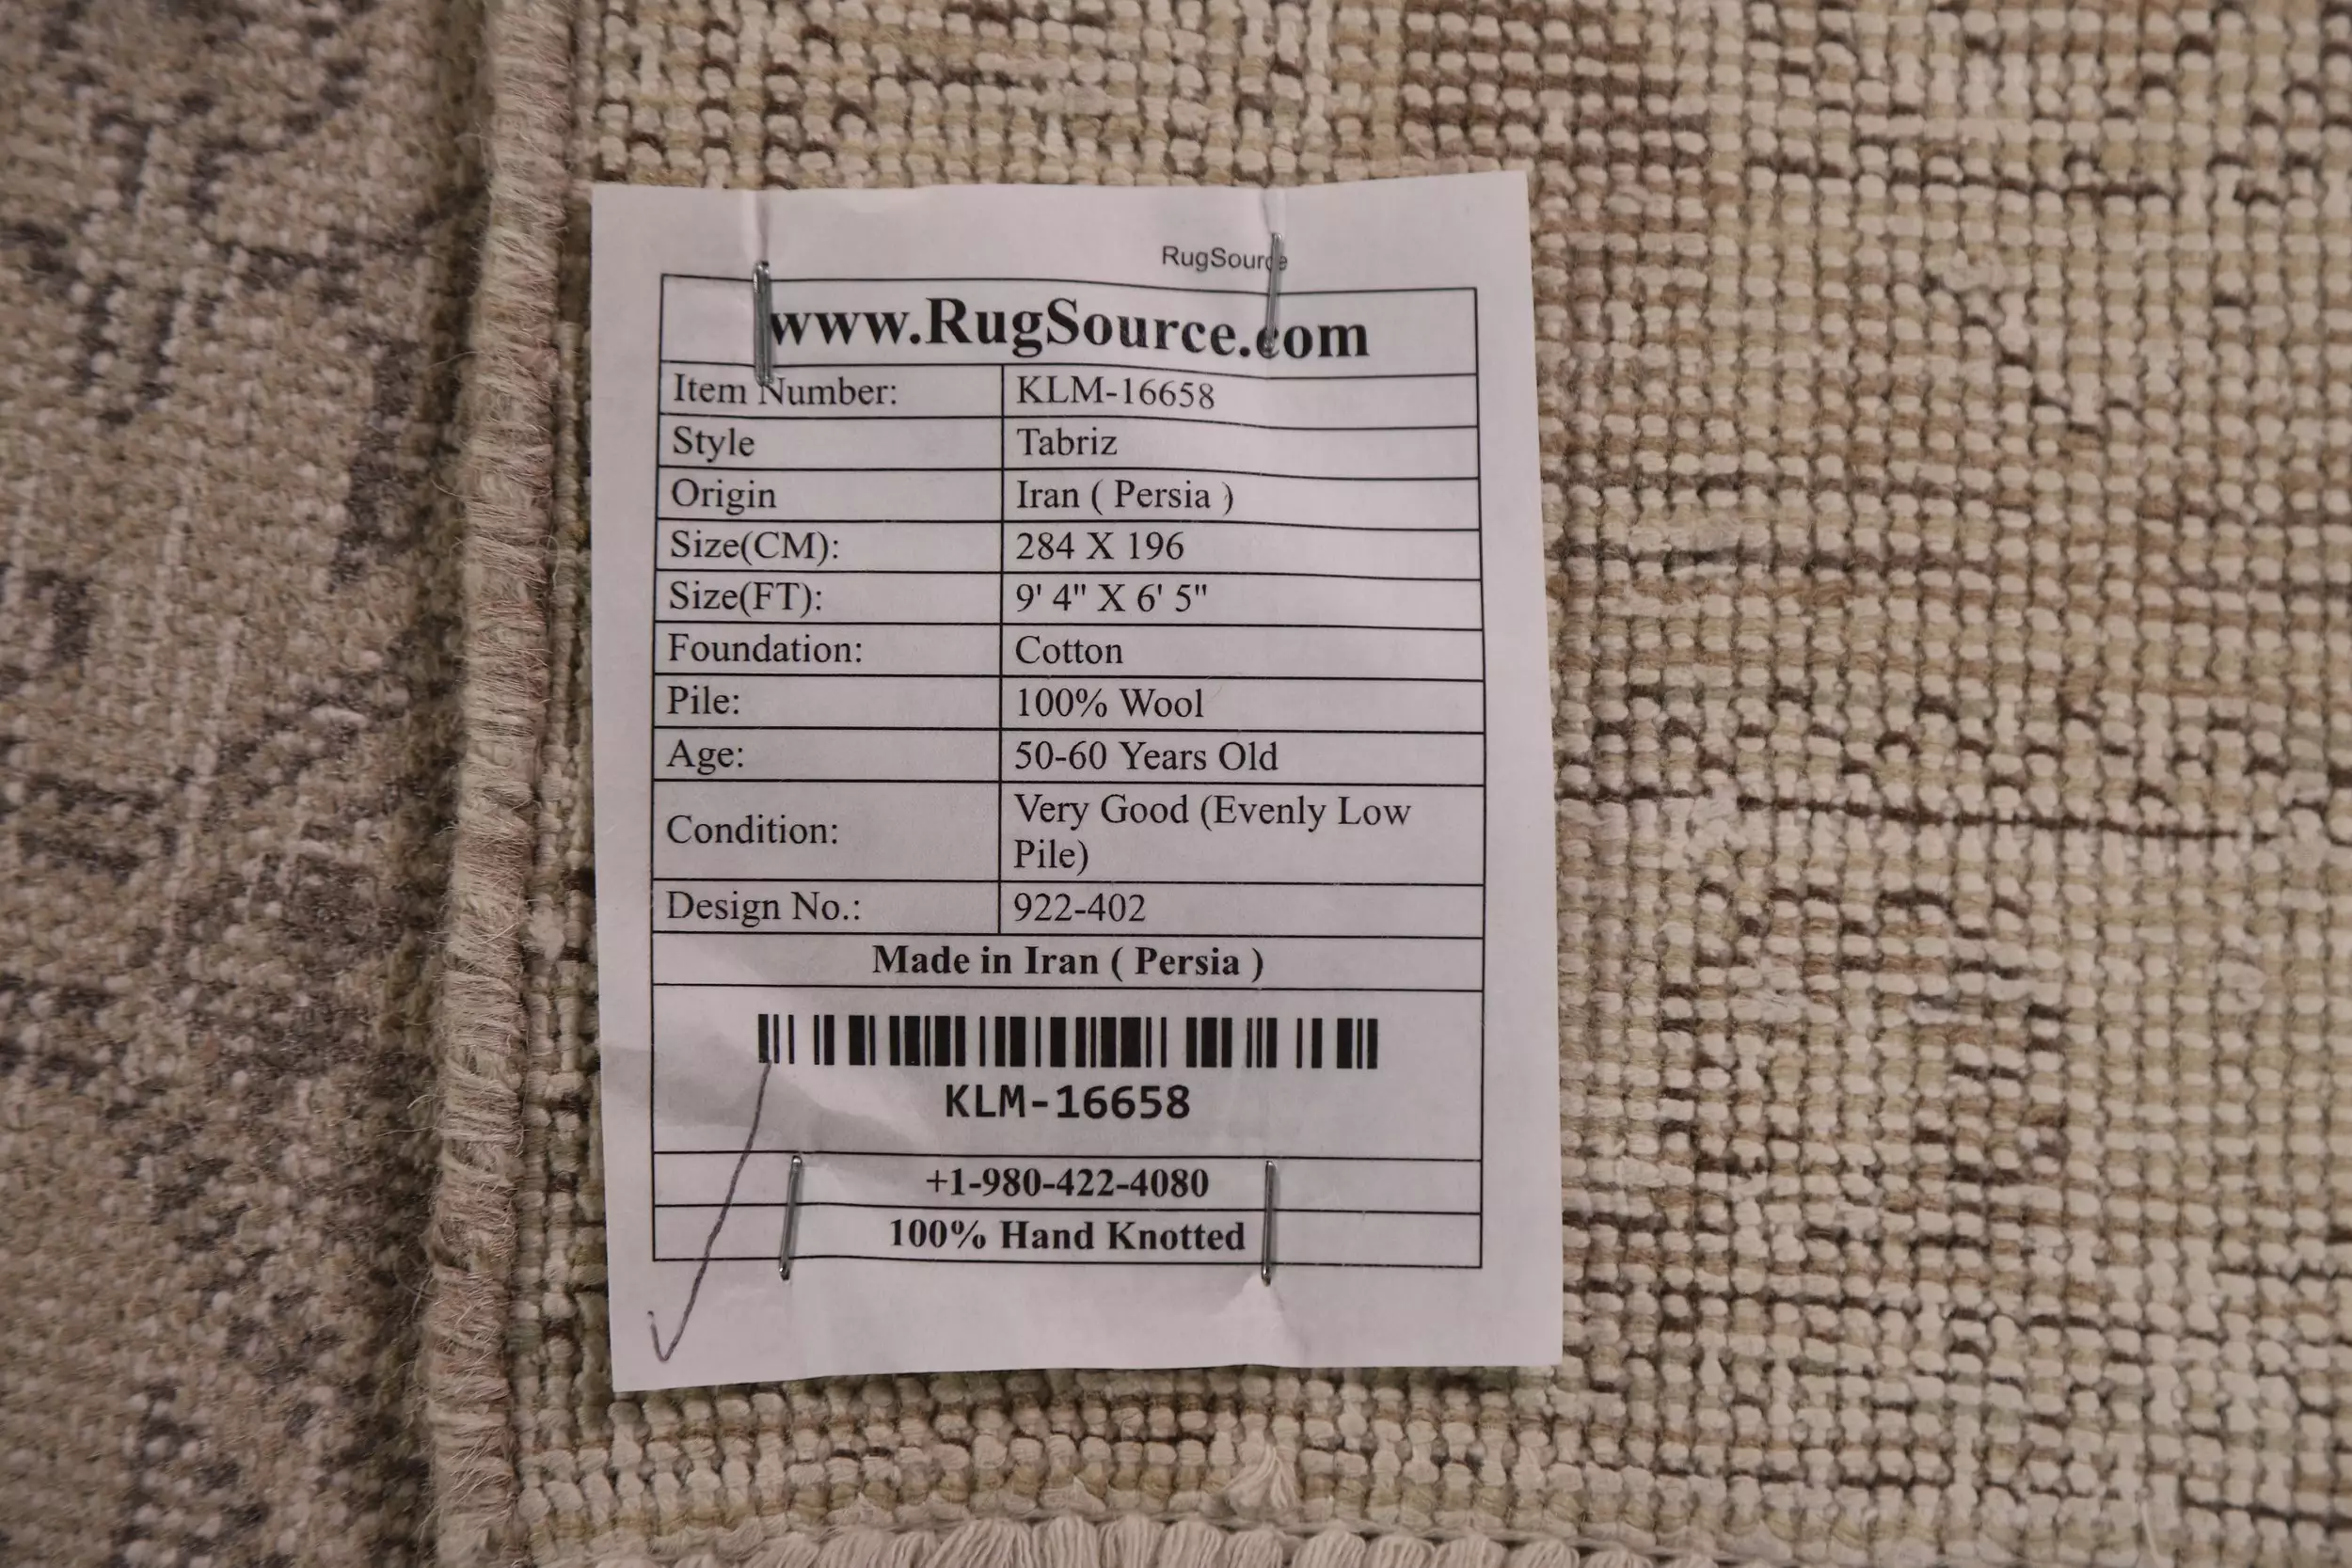 RugSource
www.RugSource.com
Item Number: KLM-16658
Style Tabriz
Origin Iran ( Persia )
Size(CM): 284 X 196
Size(FT): 9' 4" X 6' 5"
Foundation: Cotton
Pile: 100% Wool
Age: 50-60 Years Old
Condition: Very Good (Evenly Low
Pile)
Design No.: 922-402
Made in Iran ( Persia )
KLM-16658
+1-980-422-4080
100% Hand Knotted